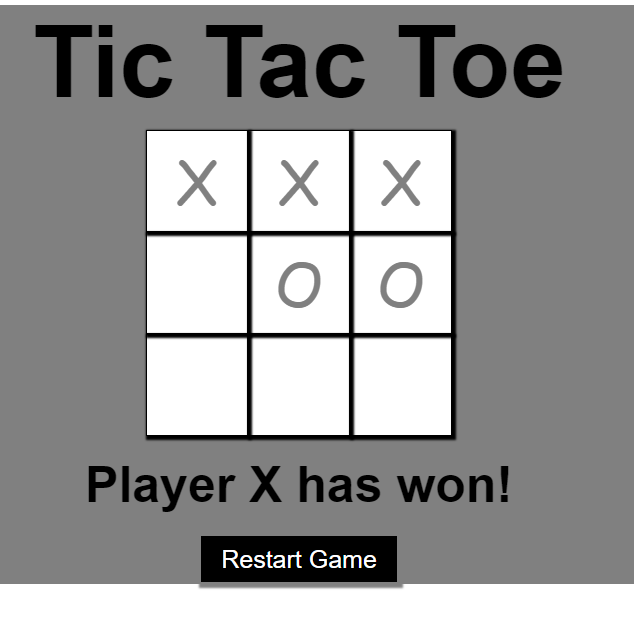 Tic Tac Toe
X X X
O O
Player X has won!
Restart Game